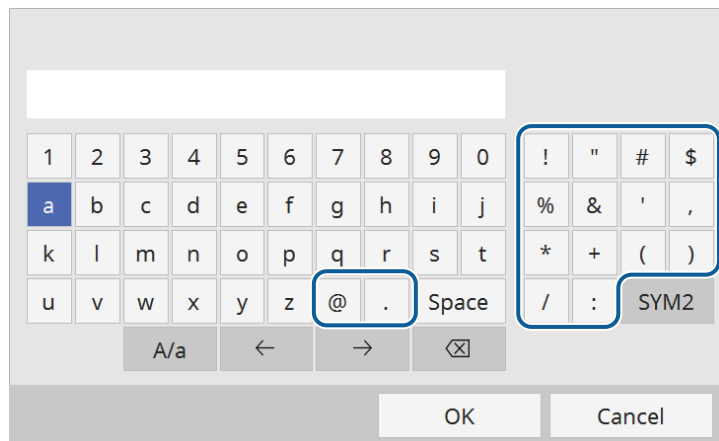 1 2 3 4 5 6 7 8 9 0 ! " # $
a b c d e f g h i j % & ' ,
k l m n o p q r s t * + ( )
u v w x y z @ . Space / : SYM2
A/a ← → ⌫
OK Cancel